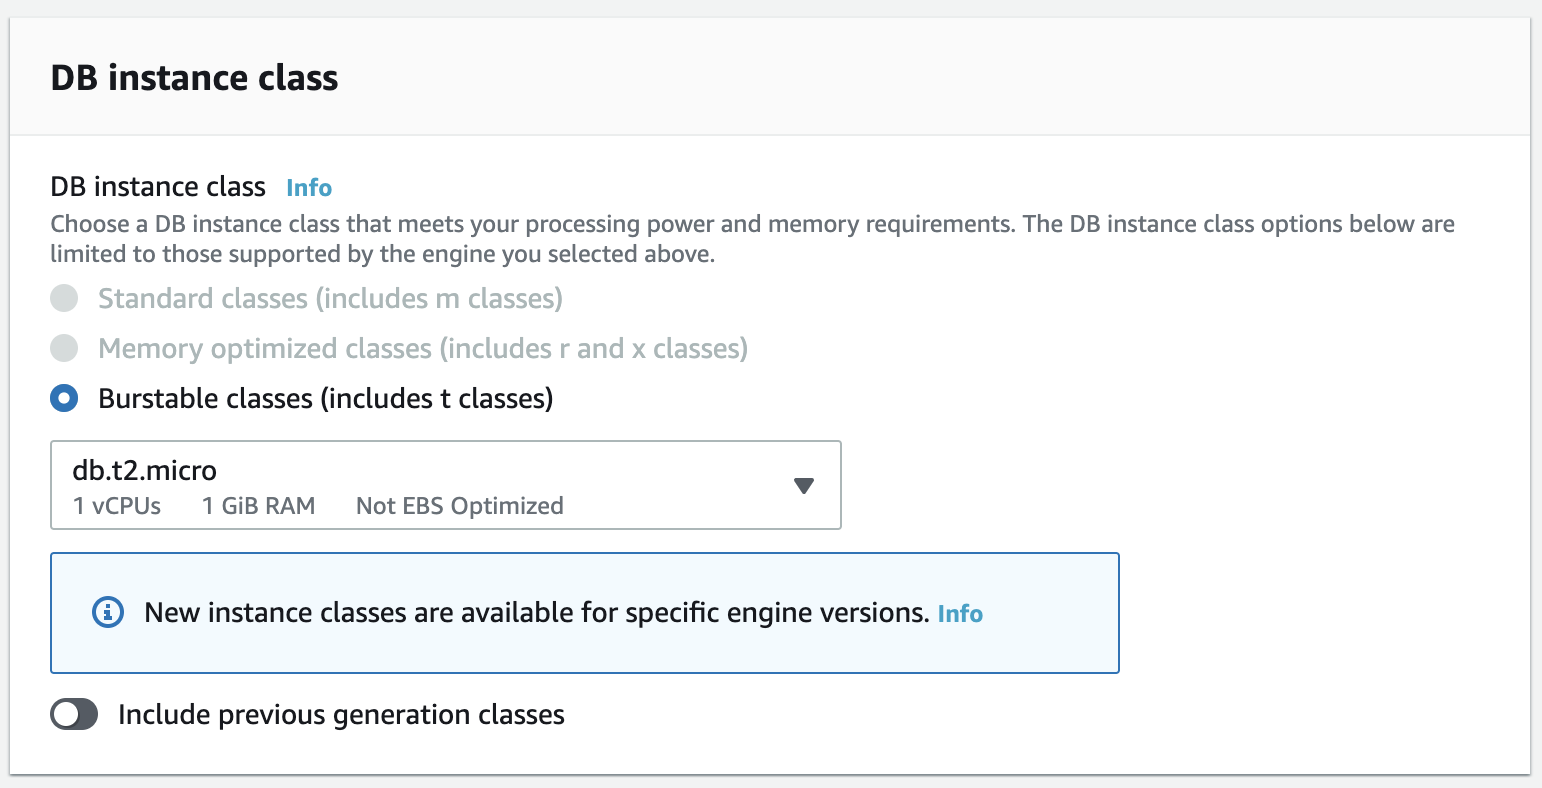 DB instance class
DB instance class Info
Choose a DB instance class that meets your processing power and memory requirements. The DB instance class options below are
limited to those supported by the engine you selected above.
Standard classes (includes m classes)
Memory optimized classes (includes r and x classes)
Burstable classes (includes t classes)
db.t2.micro
1 vCPUs 1 GiB RAM Not EBS Optimized
New instance classes are available for specific engine versions. Info
Include previous generation classes